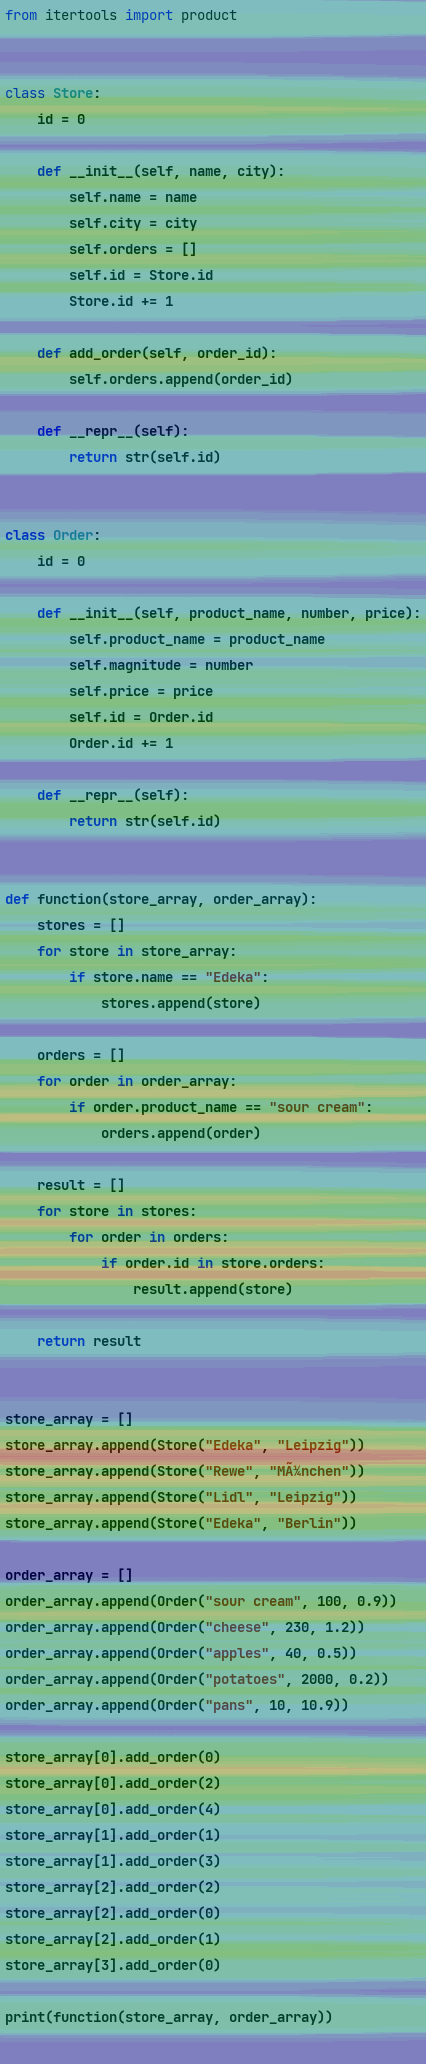 from itertools import product
class Store:
    id = 0
    def __init__(self, name, city):
        self.name = name
        self.city = city
        self.orders = []
        self.id = Store.id
        Store.id += 1
    def add_order(self, order_id):
        self.orders.append(order_id)
    def __repr__(self):
        return str(self.id)
class Order:
    id = 0
    def __init__(self, product_name, number, price):
        self.product_name = product_name
        self.magnitude = number
        self.price = price
        self.id = Order.id
        Order.id += 1
    def __repr__(self):
        return str(self.id)
def function(store_array, order_array):
    stores = []
    for store in store_array:
        if store.name == "Edeka":
            stores.append(store)
    orders = []
    for order in order_array:
        if order.product_name == "sour cream":
            orders.append(order)
    result = []
    for store in stores:
        for order in orders:
            if order.id in store.orders:
                result.append(store)
    return result
store_array = []
store_array.append(Store("Edeka", "Leipzig"))
store_array.append(Store("Rewe", "MÃ¼nchen"))
store_array.append(Store("Lidl", "Leipzig"))
store_array.append(Store("Edeka", "Berlin"))
order_array = []
order_array.append(Order("sour cream", 100, 0.9))
order_array.append(Order("cheese", 230, 1.2))
order_array.append(Order("apples", 40, 0.5))
order_array.append(Order("potatoes", 2000, 0.2))
order_array.append(Order("pans", 10, 10.9))
store_array[0].add_order(0)
store_array[0].add_order(2)
store_array[0].add_order(4)
store_array[1].add_order(1)
store_array[1].add_order(3)
store_array[2].add_order(2)
store_array[2].add_order(0)
store_array[2].add_order(1)
store_array[3].add_order(0)
print(function(store_array, order_array))